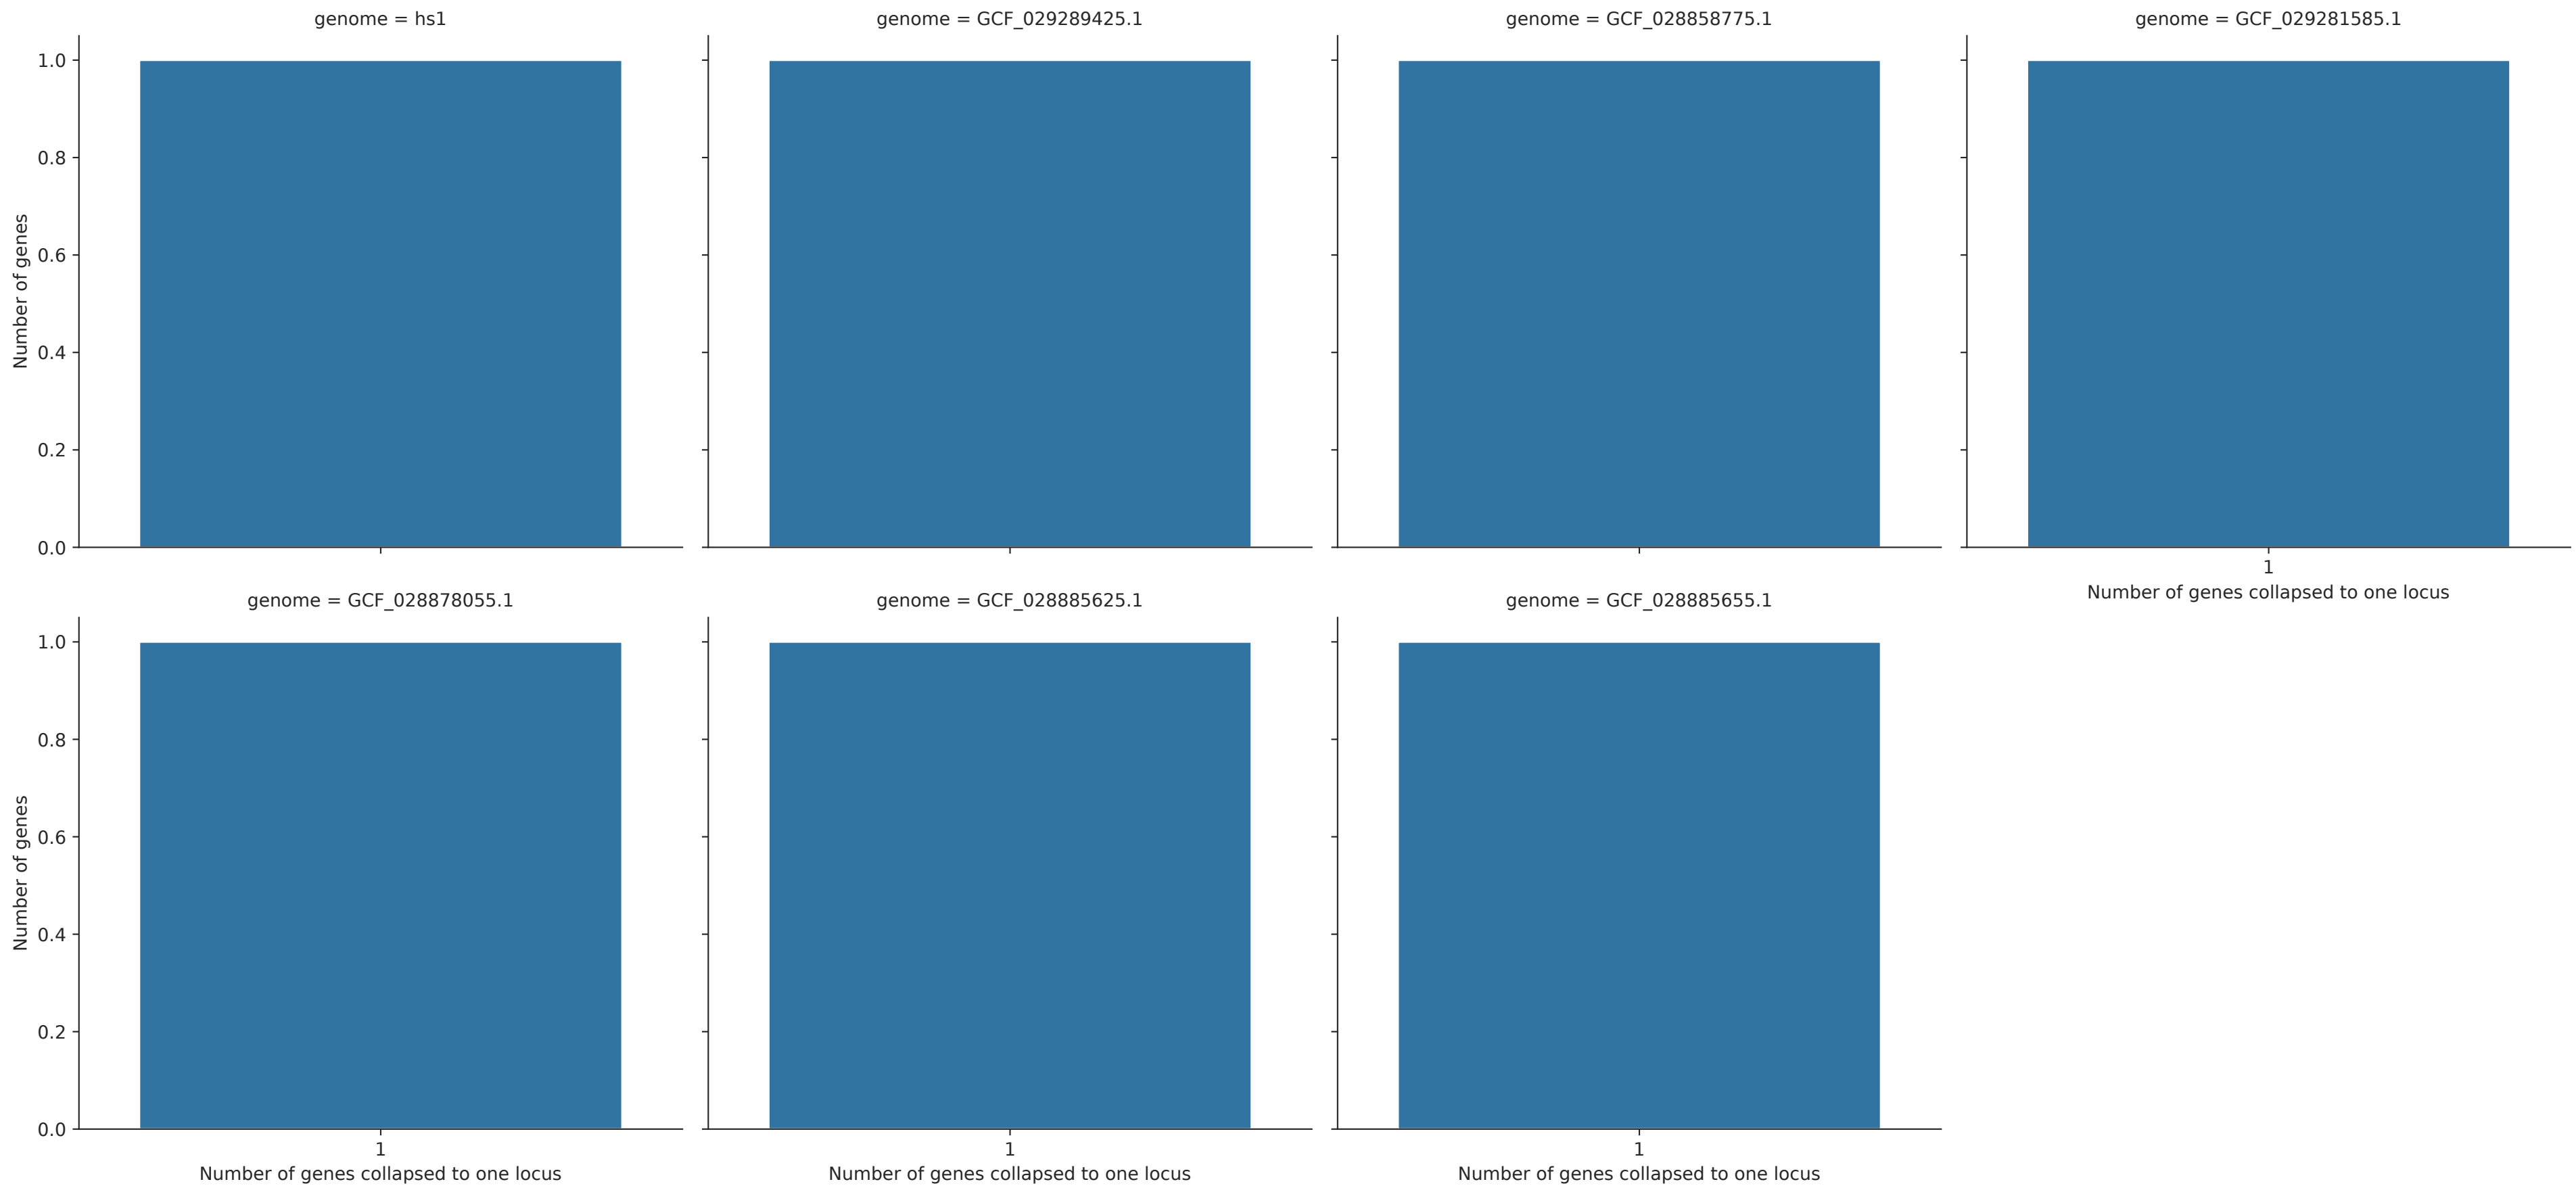 genome = hs1
1.0
0.8
0.6
0.4
0.2
0.0
Number of genes
genome = GCF_029289425.1
genome = GCF_028858775.1
genome = GCF_029281585.1
1
Number of genes collapsed to one locus
genome = GCF_028878055.1
1.0
0.8
0.6
0.4
0.2
0.0
Number of genes
1
Number of genes collapsed to one locus
genome = GCF_028885625.1
1
Number of genes collapsed to one locus
genome = GCF_028885655.1
1
Number of genes collapsed to one locus